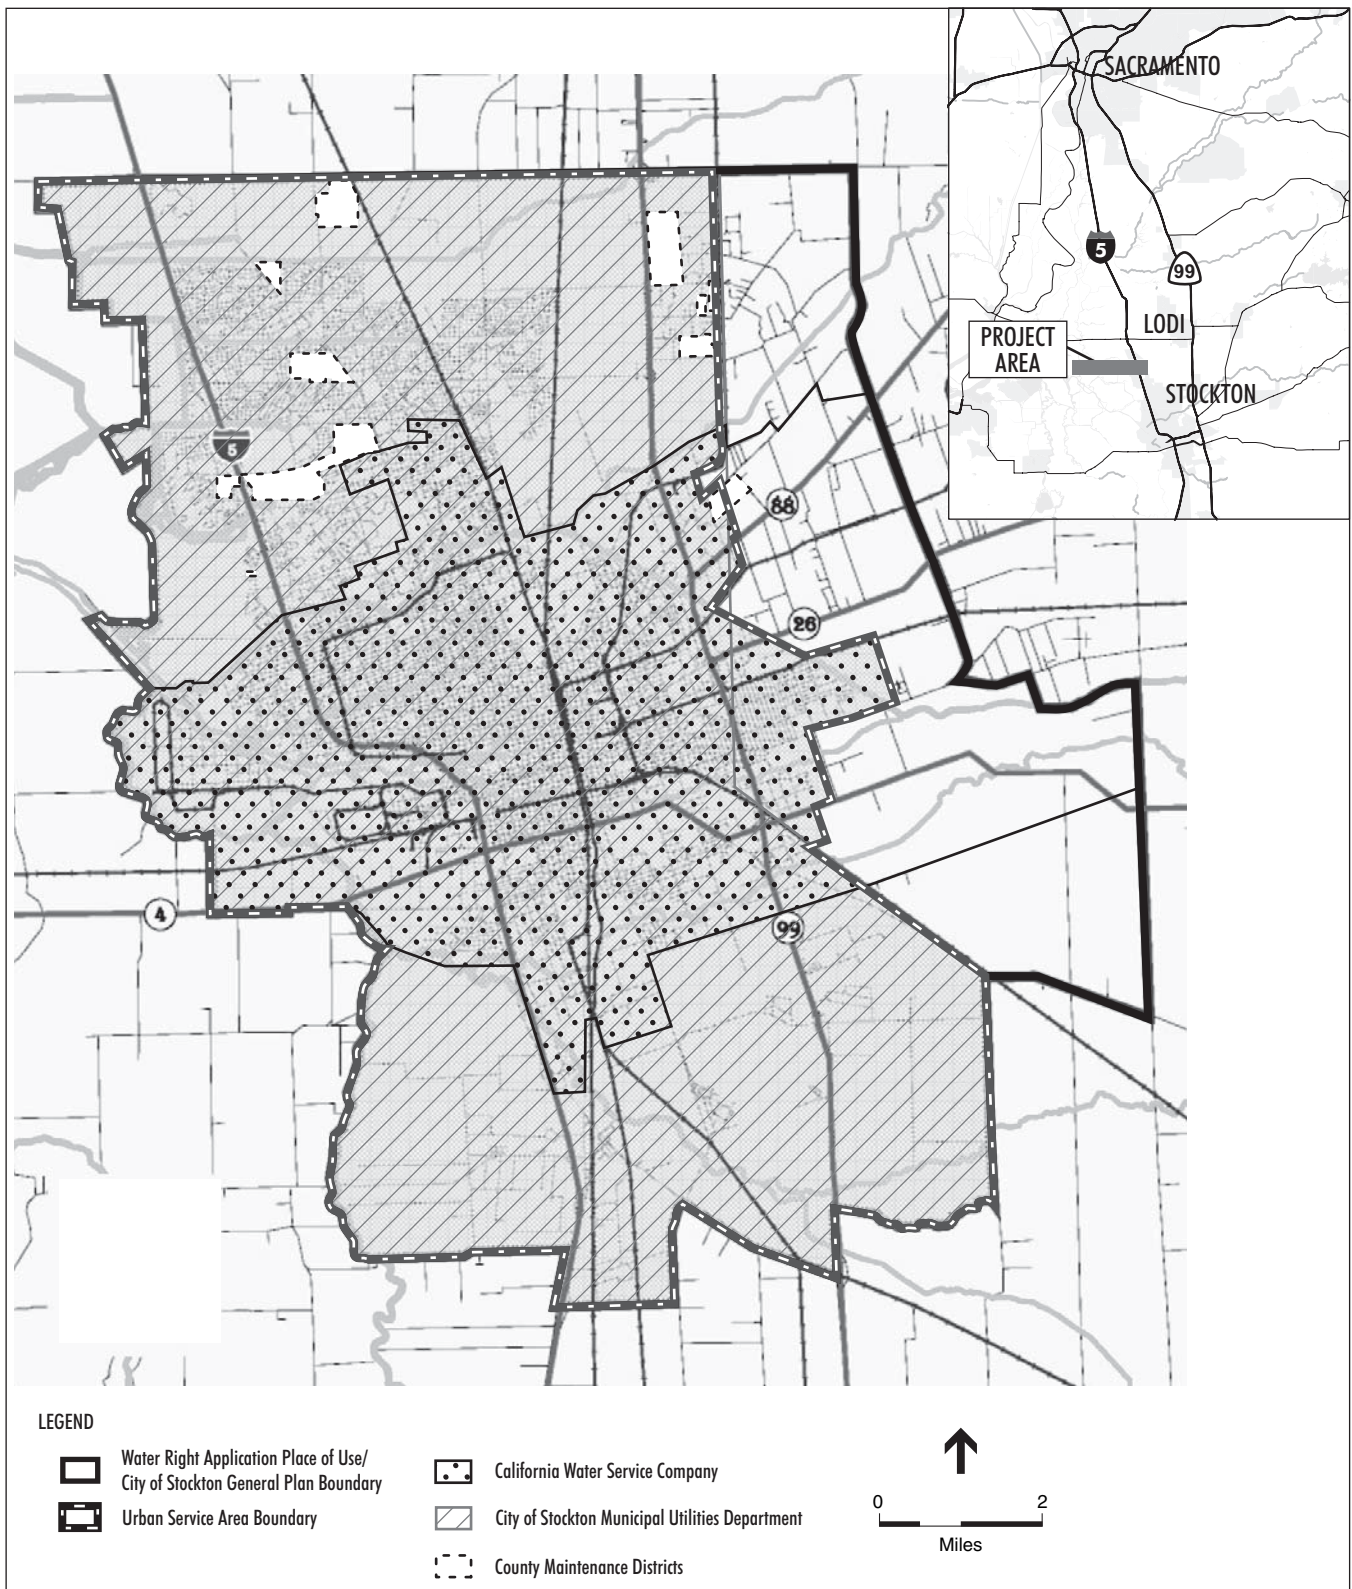 SACRAMENTO
5
99
LODI
PROJECT
AREA
STOCKTON
5
88
26
4
99
LEGEND
Water Right Application Place of Use/
City of Stockton General Plan Boundary
Urban Service Area Boundary
California Water Service Company
City of Stockton Municipal Utilities Department
County Maintenance Districts
0 2
Miles